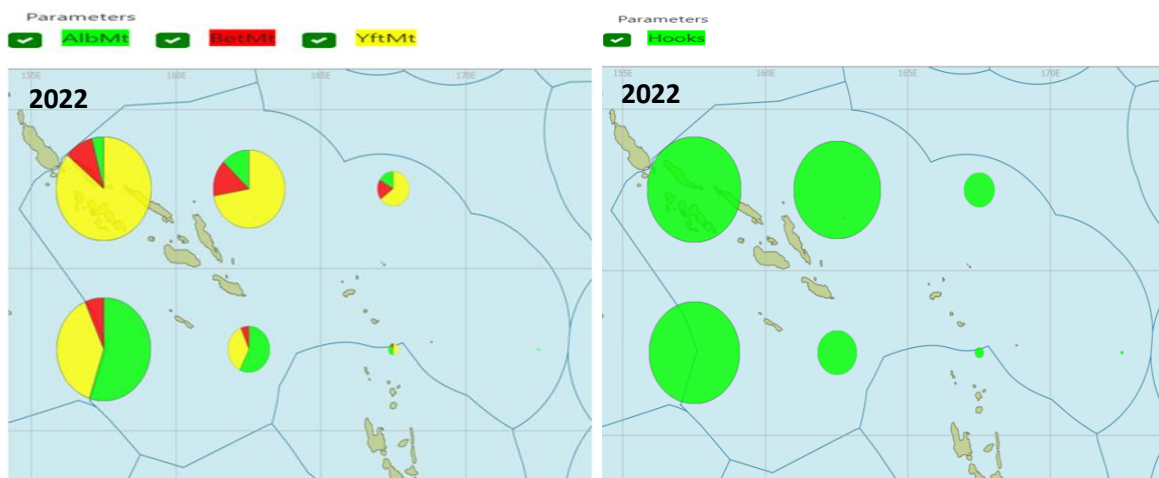 Parameters
AlbMt BetMt YftMt
155E 160E 165E 170E
2022
Parameters
Hooks
155E 160E 165E 170E
2022